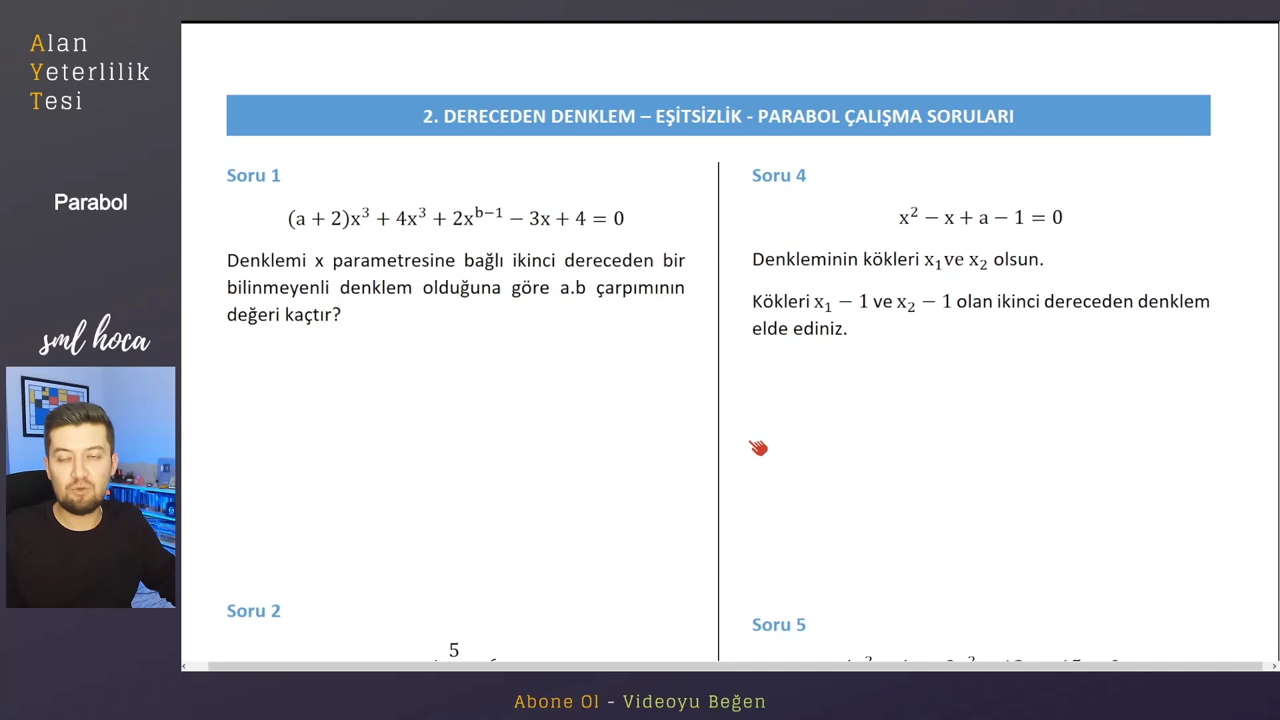 Alan
Yeterlilik
Tesi
Parabol
sml hoca
2. DERECEDEN DENKLEM – EŞİTSİZLİK - PARABOL ÇALIŞMA SORULARI
Soru 1
(a + 2)x³ + 4x³ + 2xᵇ⁻¹ − 3x + 4 = 0
Denklemi x parametresine bağlı ikinci dereceden bir
bilinmeyenli denklem olduğuna göre a.b çarpımının
değeri kaçtır?
Soru 2
5
Soru 4
x² − x + a − 1 = 0
Denkleminin kökleri x₁ve x₂ olsun.
Kökleri x₁ − 1 ve x₂ − 1 olan ikinci dereceden denklem
elde ediniz.
Soru 5
Abone Ol - Videoyu Beğen